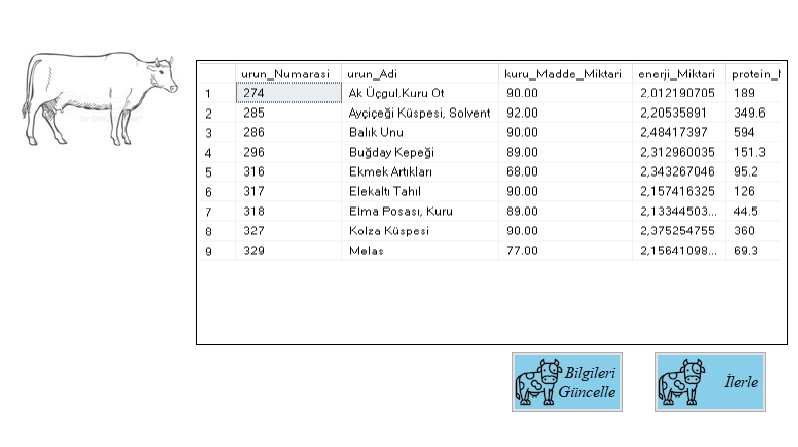 urun_Numarasi urun_Adi kuru_Madde_Miktari enerji_Miktari protein_
1 274 Ak Üçgul,Kuru Ot 90.00 2,012190705 189
2 285 Ayçiçeği Küspesi, Solvent 92.00 2,20535891 349.6
3 286 Balık Unu 90.00 2,48417397 594
4 296 Buğday Kepeği 89.00 2,312960035 151.3
5 316 Ekmek Artıkları 68.00 2,343267046 95.2
6 317 Elekaltı Tahıl 90.00 2,157416325 126
7 318 Elma Posası, Kuru 89.00 2,13344503... 44.5
8 327 Kolza Küspesi 90.00 2,375254755 360
9 329 Melas 77.00 2,15641098... 69.3
Bilgileri
Güncelle
İlerle